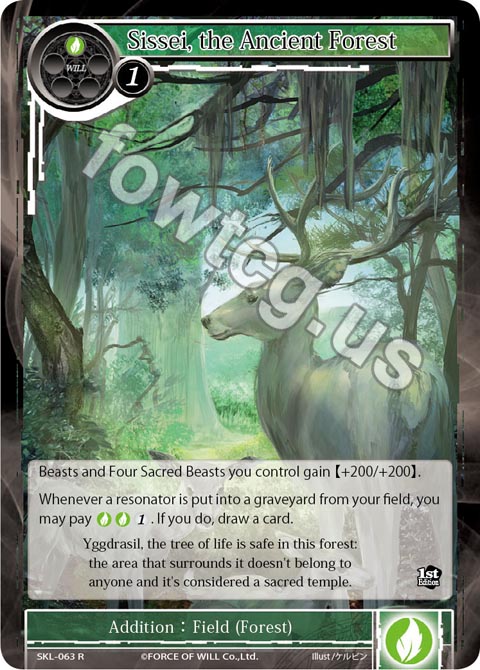 Sissei, the Ancient Forest
WILL
1
fowtcg.us
Beasts and Four Sacred Beasts you control gain【+200/+200】.
Whenever a resonator is put into a graveyard from your field, you
may pay 1 . If you do, draw a card.
Yggdrasil, the tree of life is safe in this forest:
the area that surrounds it doesn't belong to
anyone and it's considered a sacred temple.
1st
Edition
Addition : Field (Forest)
SKL-063 R ©FORCE OF WILL Co.,Ltd. Illust/ケルビン